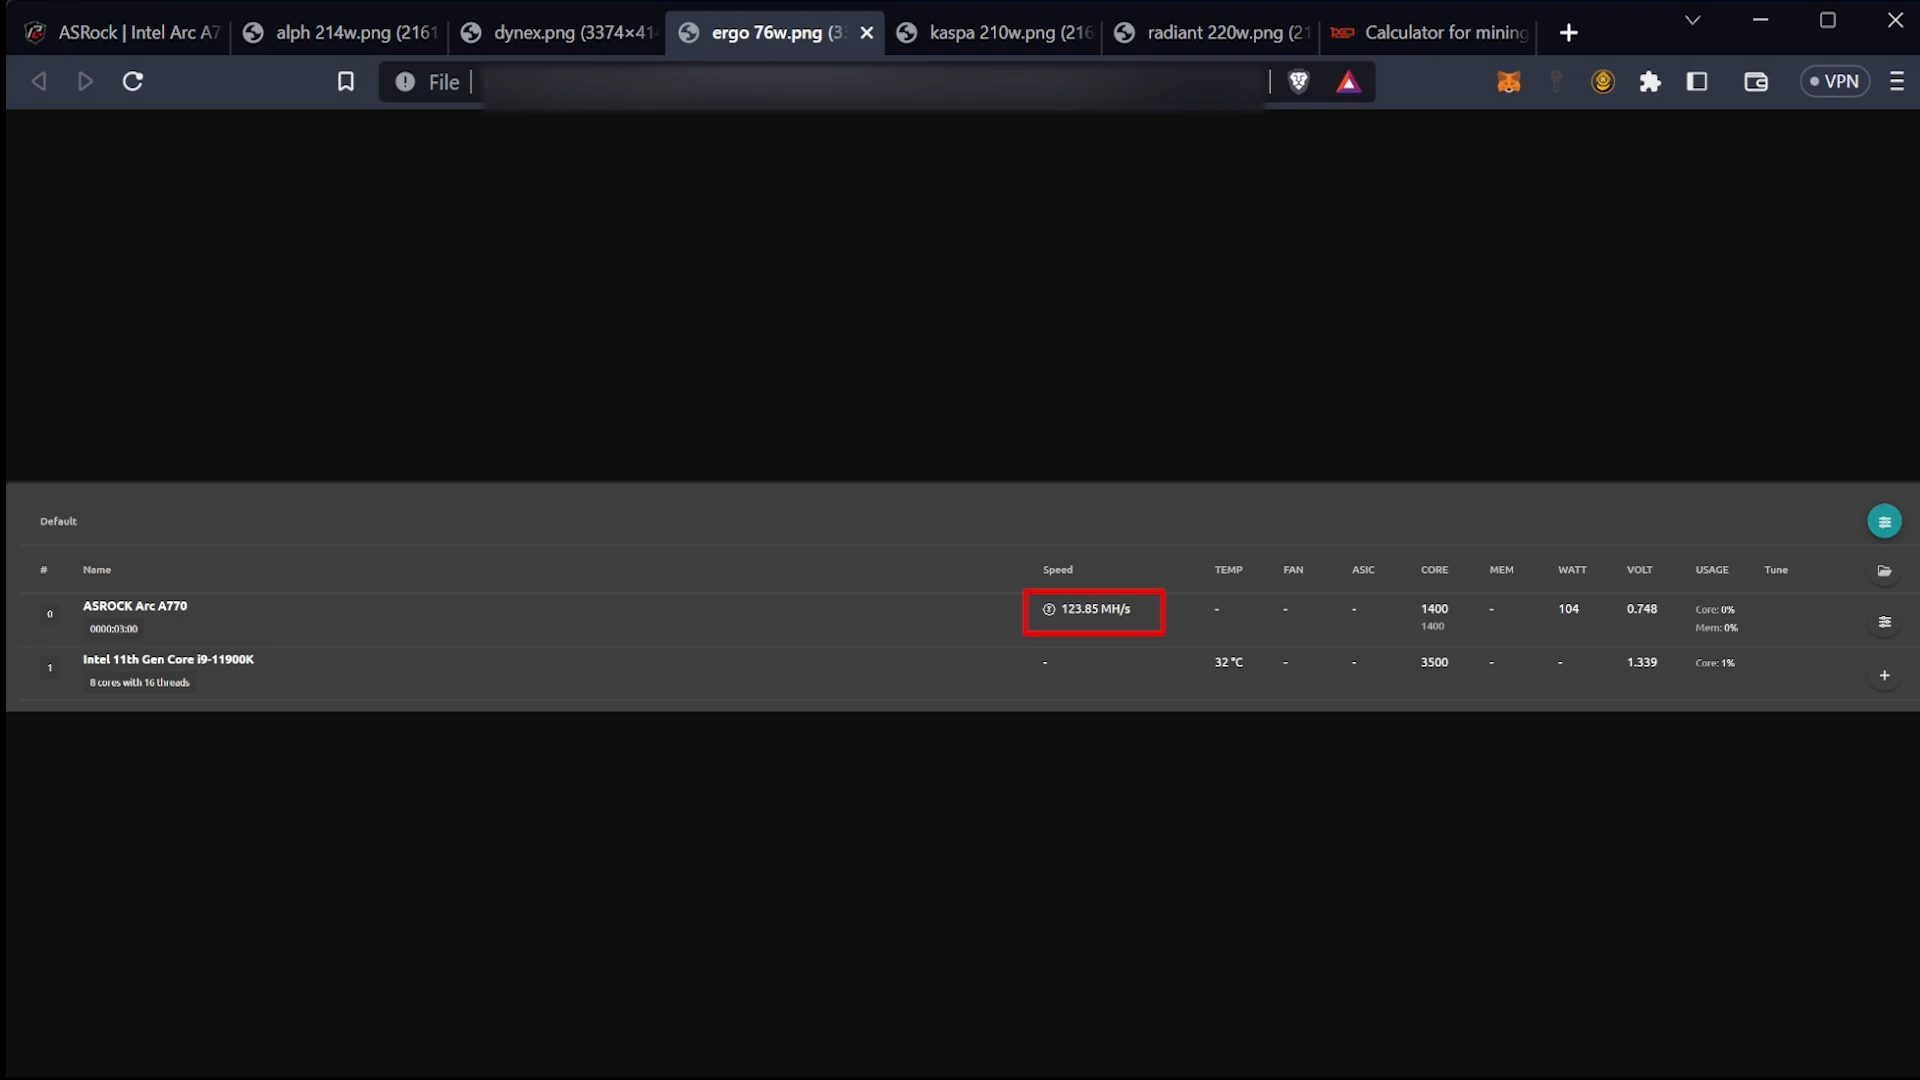 ASRock | Intel Arc A7
alph 214w.png (2161
dynex.png (3374×41
ergo 76w.png (3
kaspa 210w.png (216
radiant 220w.png (21
Calculator for mining
File
VPN
Default
# Name Speed TEMP FAN ASIC CORE MEM WATT VOLT USAGE Tune
0 ASROCK Arc A770 123.85 MH/s - - - 1400 - 104 0.748 Core: 0%
0000:03:00 1400 Mem: 0%
1 Intel 11th Gen Core i9-11900K - 32 °C - - 3500 - - 1.339 Core: 1%
8 cores with 16 threads